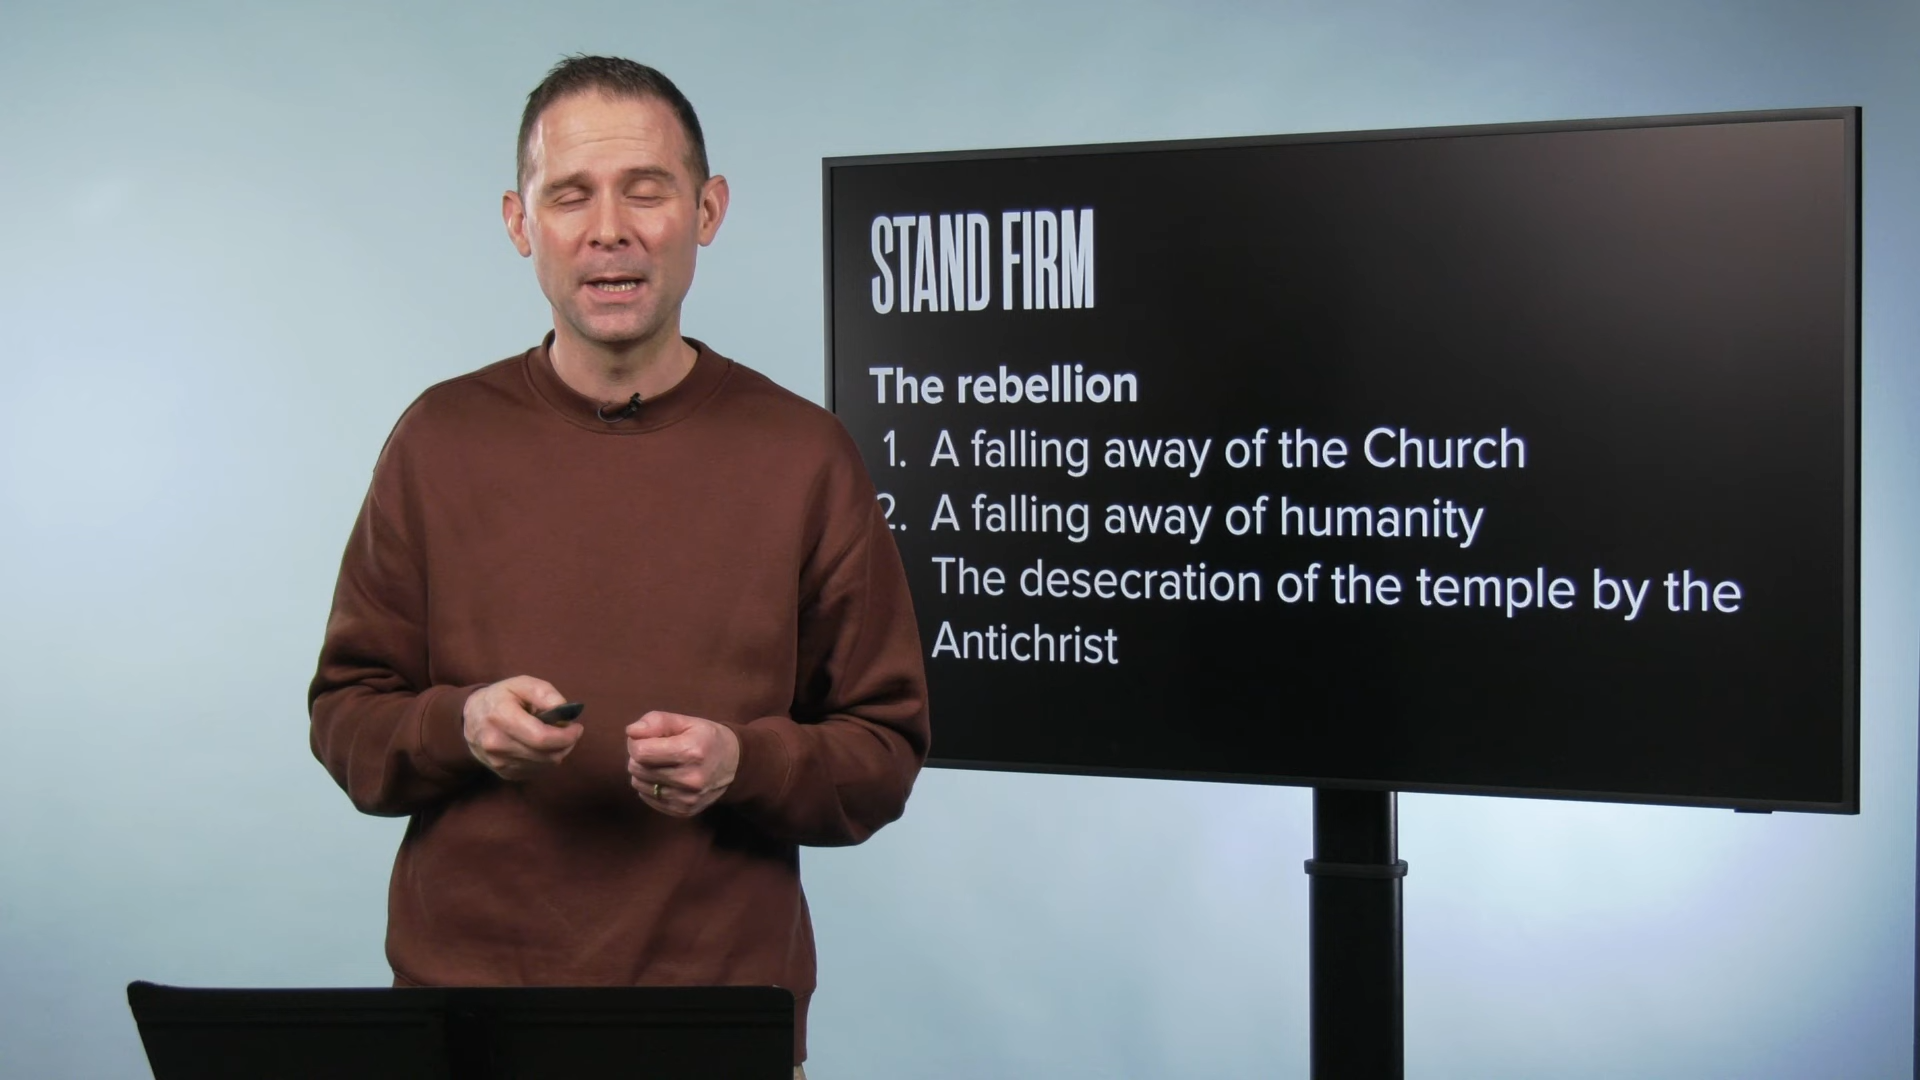 STAND FIRM
The rebellion
1. A falling away of the Church
2. A falling away of humanity
The desecration of the temple by the
Antichrist